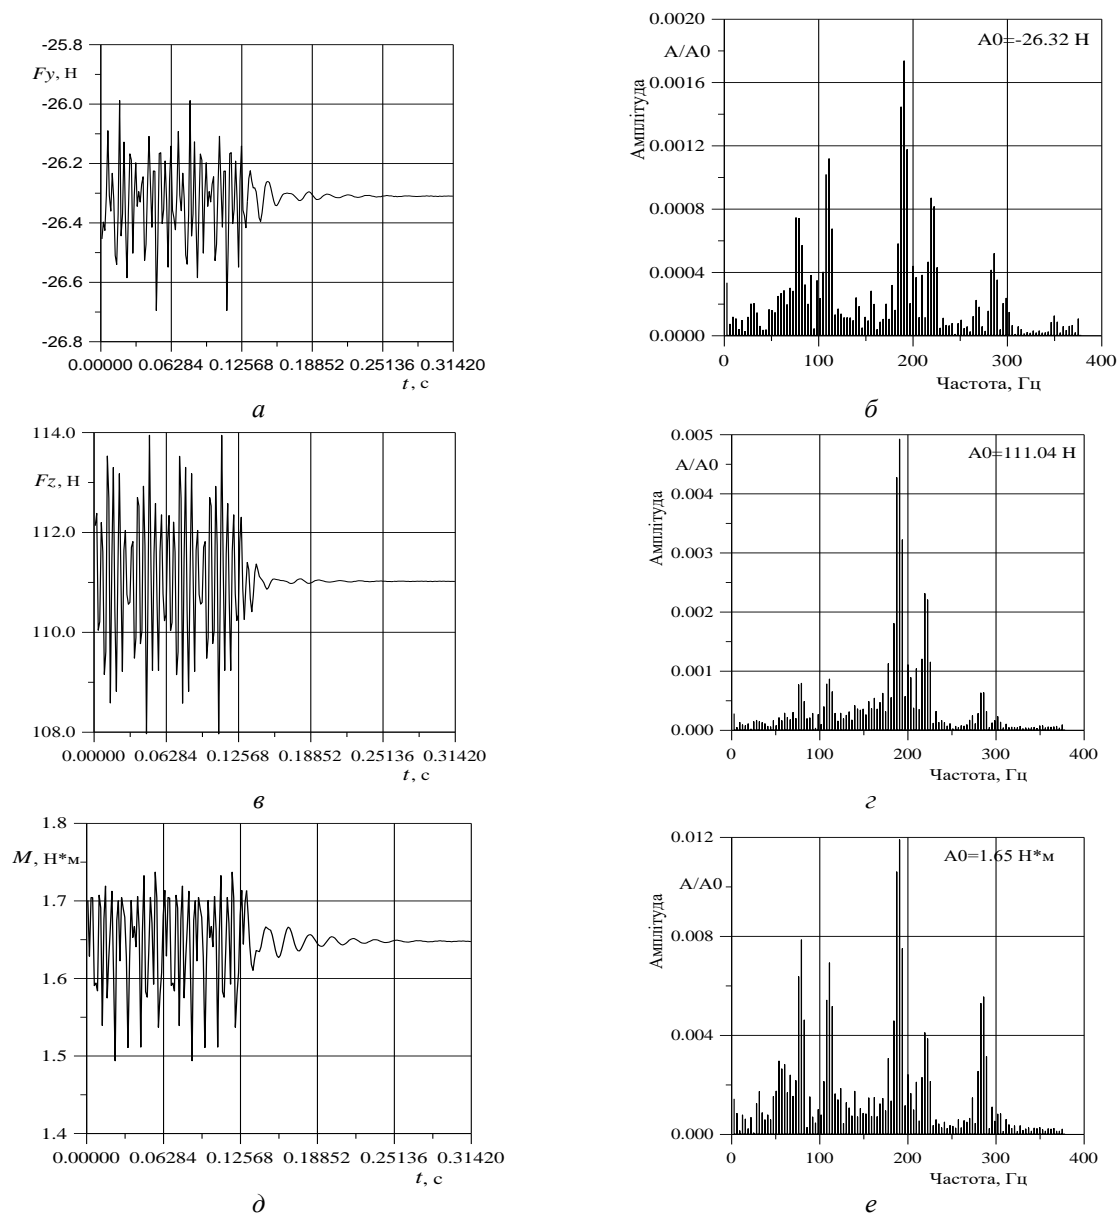 -25.8
Fy, Н
-26.0
-26.2
-26.4
-26.6
-26.8
0.00000 0.06284 0.12568 0.18852 0.25136 0.31420
t, с
а
0.0020
A/A0
A0=-26.32 Н
0.0016
Амплітуда
0.0012
0.0008
0.0004
0.0000
0 100 200 300 400
Частота, Гц
б
114.0
Fz, Н
112.0
110.0
108.0
0.00000 0.06284 0.12568 0.18852 0.25136 0.31420
t, с
в
0.005
A/A0
A0=111.04 Н
0.004
Амплітуда
0.003
0.002
0.001
0.000
0 100 200 300 400
Частота, Гц
г
1.8
M, Н*м
1.7
1.6
1.5
1.4
0.00000 0.06284 0.12568 0.18852 0.25136 0.31420
t, с
д
0.012
A0=1.65 Н*м
A/A0
Амплітуда
0.008
0.004
0.000
0 100 200 300 400
Частота, Гц
е